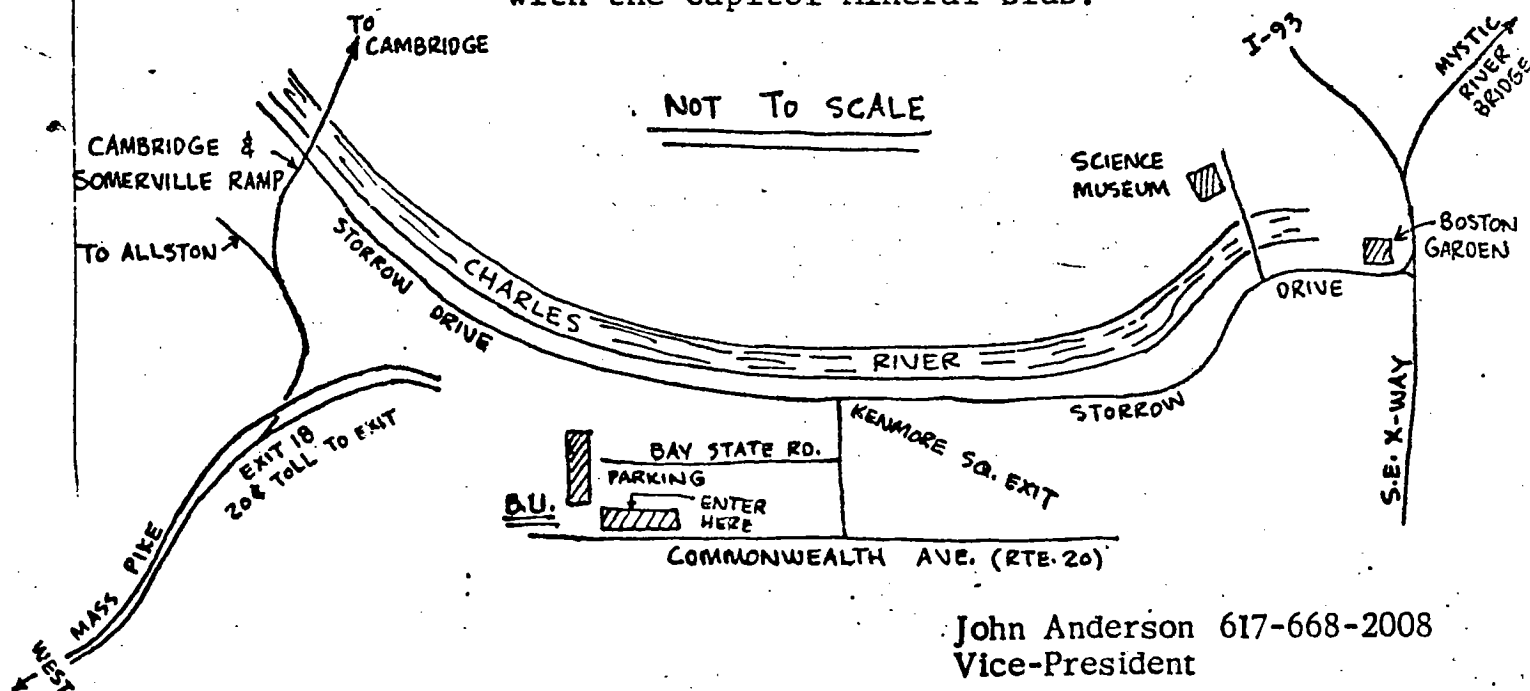 with the Capitol Mineral Club.
TO
CAMBRIDGE
I-93
MYSTIC
RIVER
BRIDGE
NOT TO SCALE
CAMBRIDGE &
SOMERVILLE RAMP
SCIENCE
MUSEUM
TO ALLSTON
BOSTON
GARDEN
STORROW DRIVE
CHARLES RIVER
DRIVE
STORROW
KENMORE SQ. EXIT
S.E. X-WAY
EXIT 18
20¢ TOLL TO EXIT
BAY STATE RD.
PARKING
ENTER
HERE
B.U.
MASS PIKE
WEST
COMMONWEALTH AVE. (RTE. 20)
John Anderson 617-668-2008
Vice-President